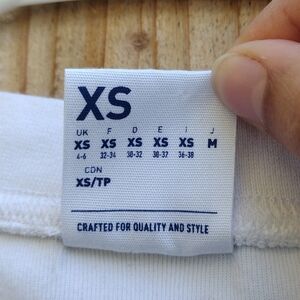 XS
UK F D E I J
XS XS XS XS XS M
4-6 32-34 30-32 30-32 36-38
CDN
XS/TP
CRAFTED FOR QUALITY AND STYLE